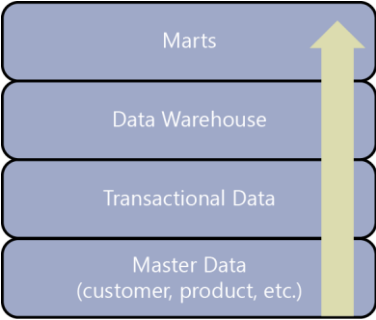 Marts
Data Warehouse
Transactional Data
Master Data
(customer, product, etc.)